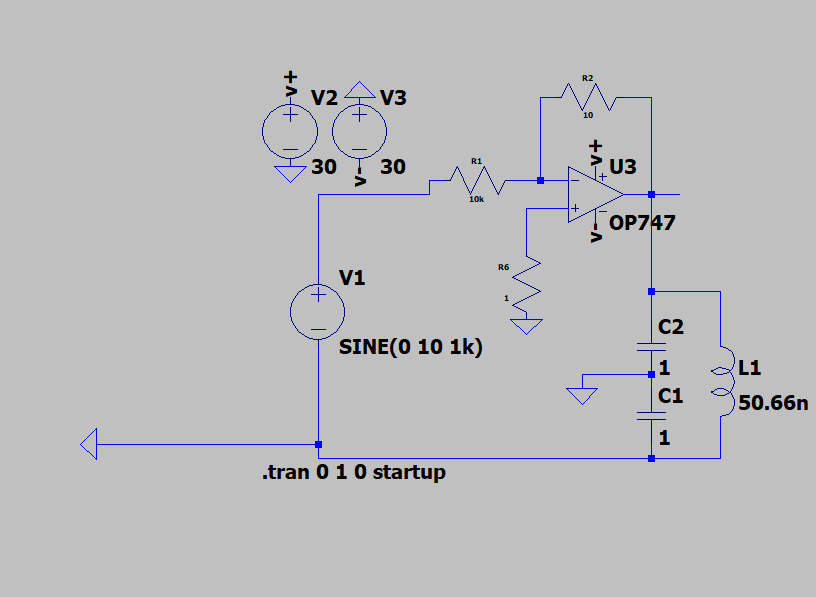 R2
v+
V2
V3
10
v+
R1
U3
30
30
v-
10k
OP747
v-
R6
V1
1
C2
SINE(0 10 1k)
1
L1
C1
50.66n
1
.tran 0 1 0 startup